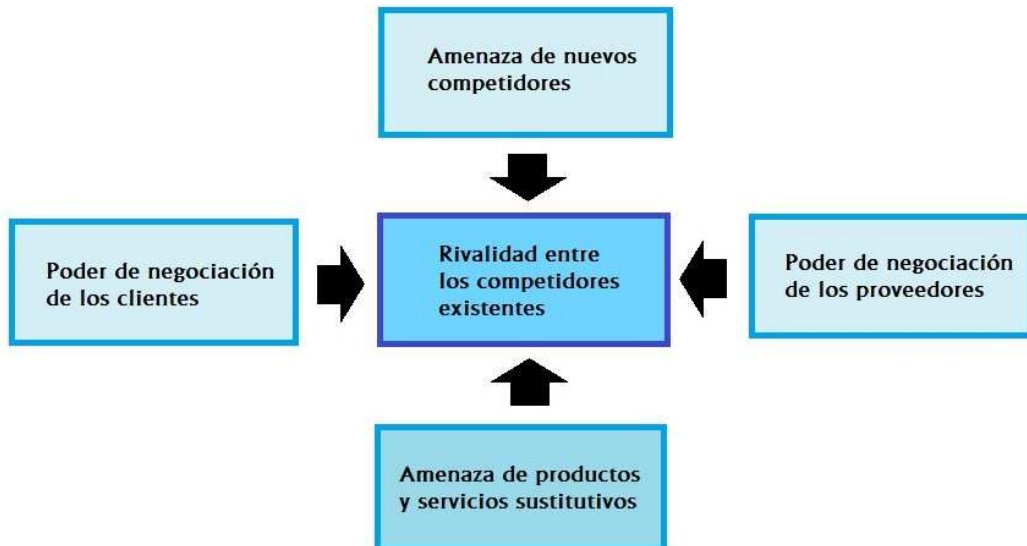 Amenaza de nuevos
competidores
Poder de negociación
de los clientes
Rivalidad entre
los competidores
existentes
Poder de negociación
de los proveedores
Amenaza de productos
y servicios sustitutivos